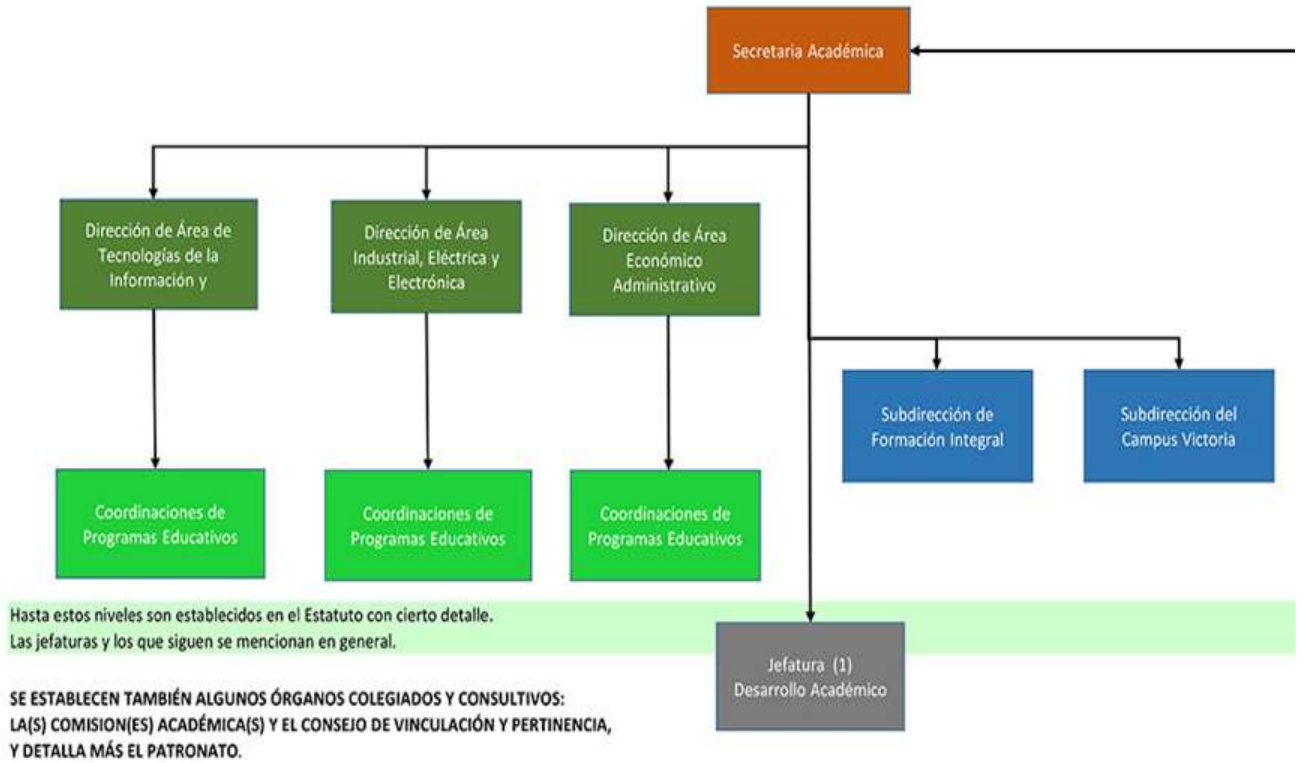 Secretaria Académica
Dirección de Área de
Tecnologías de la
Información y
Dirección de Área
Industrial, Eléctrica y
Electrónica
Dirección de Área
Económico
Administrativo
Subdirección de
Formación Integral
Subdirección del
Campus Victoria
Coordinaciones de
Programas Educativos
Coordinaciones de
Programas Educativos
Coordinaciones de
Programas Educativos
Hasta estos niveles son establecidos en el Estatuto con cierto detalle.
Las jefaturas y los que siguen se mencionan en general.
Jefatura (1)
Desarrollo Académico
SE ESTABLECEN TAMBIÉN ALGUNOS ÓRGANOS COLEGIADOS Y CONSULTIVOS:
LA(S) COMISION(ES) ACADÉMICA(S) Y EL CONSEJO DE VINCULACIÓN Y PERTINENCIA,
Y DETALLA MÁS EL PATRONATO.